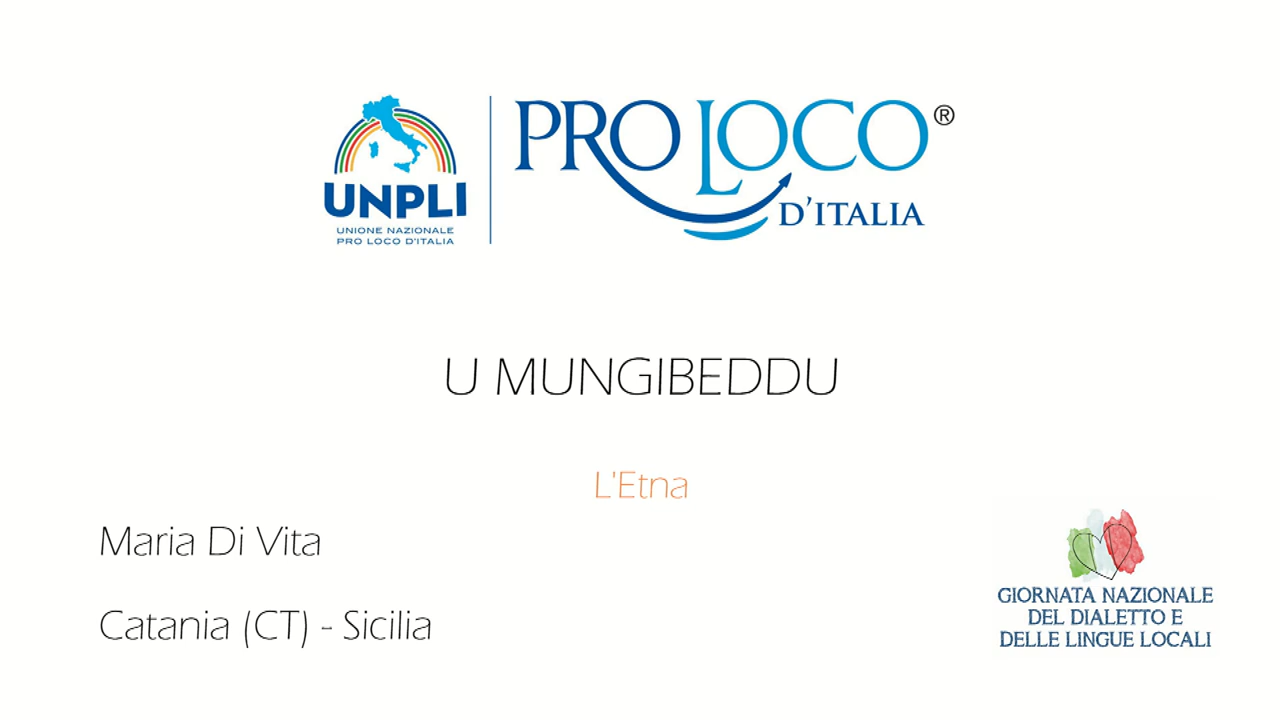 UNPLI
UNIONE NAZIONALE
PRO LOCO D'ITALIA
PRO LOCO ®
D'ITALIA
U MUNGIBEDDU
L'Etna
Maria Di Vita
Catania (CT) - Sicilia
GIORNATA NAZIONALE
DEL DIALETTO E
DELLE LINGUE LOCALI